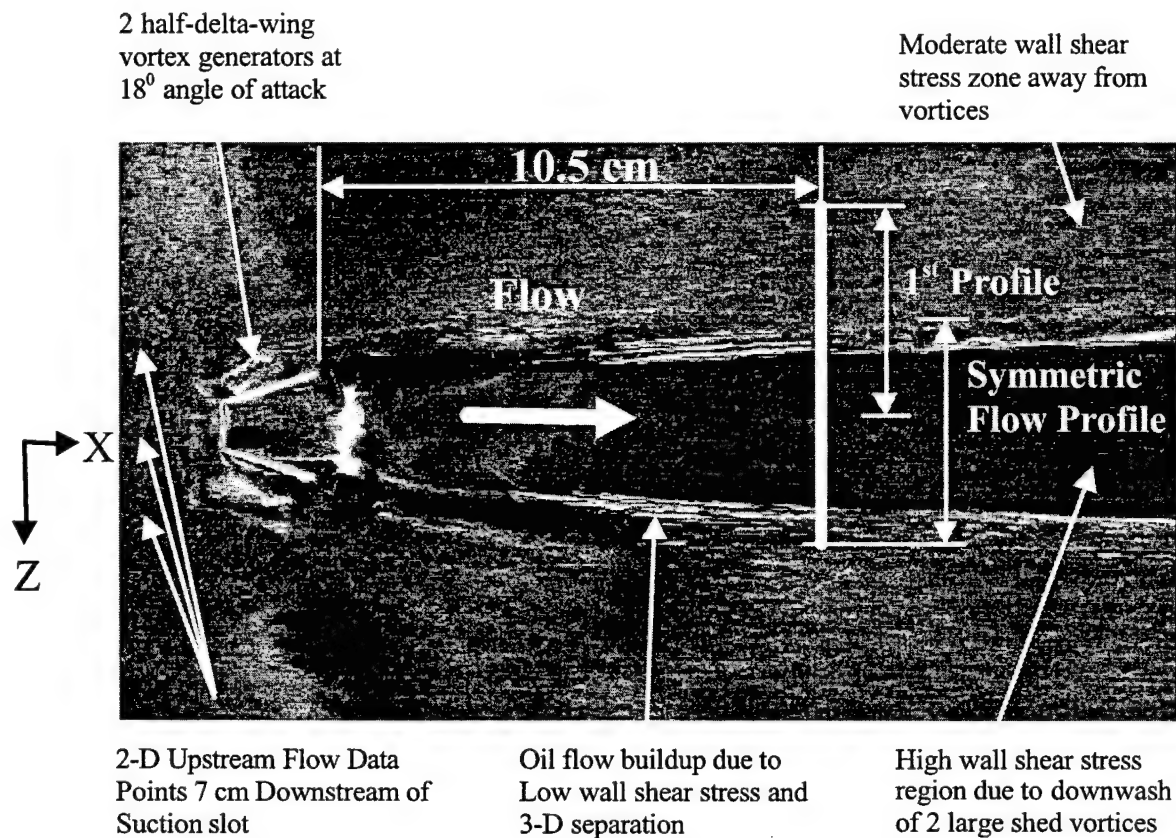 2 half-delta-wing
vortex generators at
18⁰ angle of attack
Moderate wall shear
stress zone away from
vortices
10.5 cm
Flow
1ˢᵗ Profile
Symmetric
Flow Profile
X
Z
2-D Upstream Flow Data
Points 7 cm Downstream of
Suction slot
Oil flow buildup due to
Low wall shear stress and
3-D separation
High wall shear stress
region due to downwash
of 2 large shed vortices